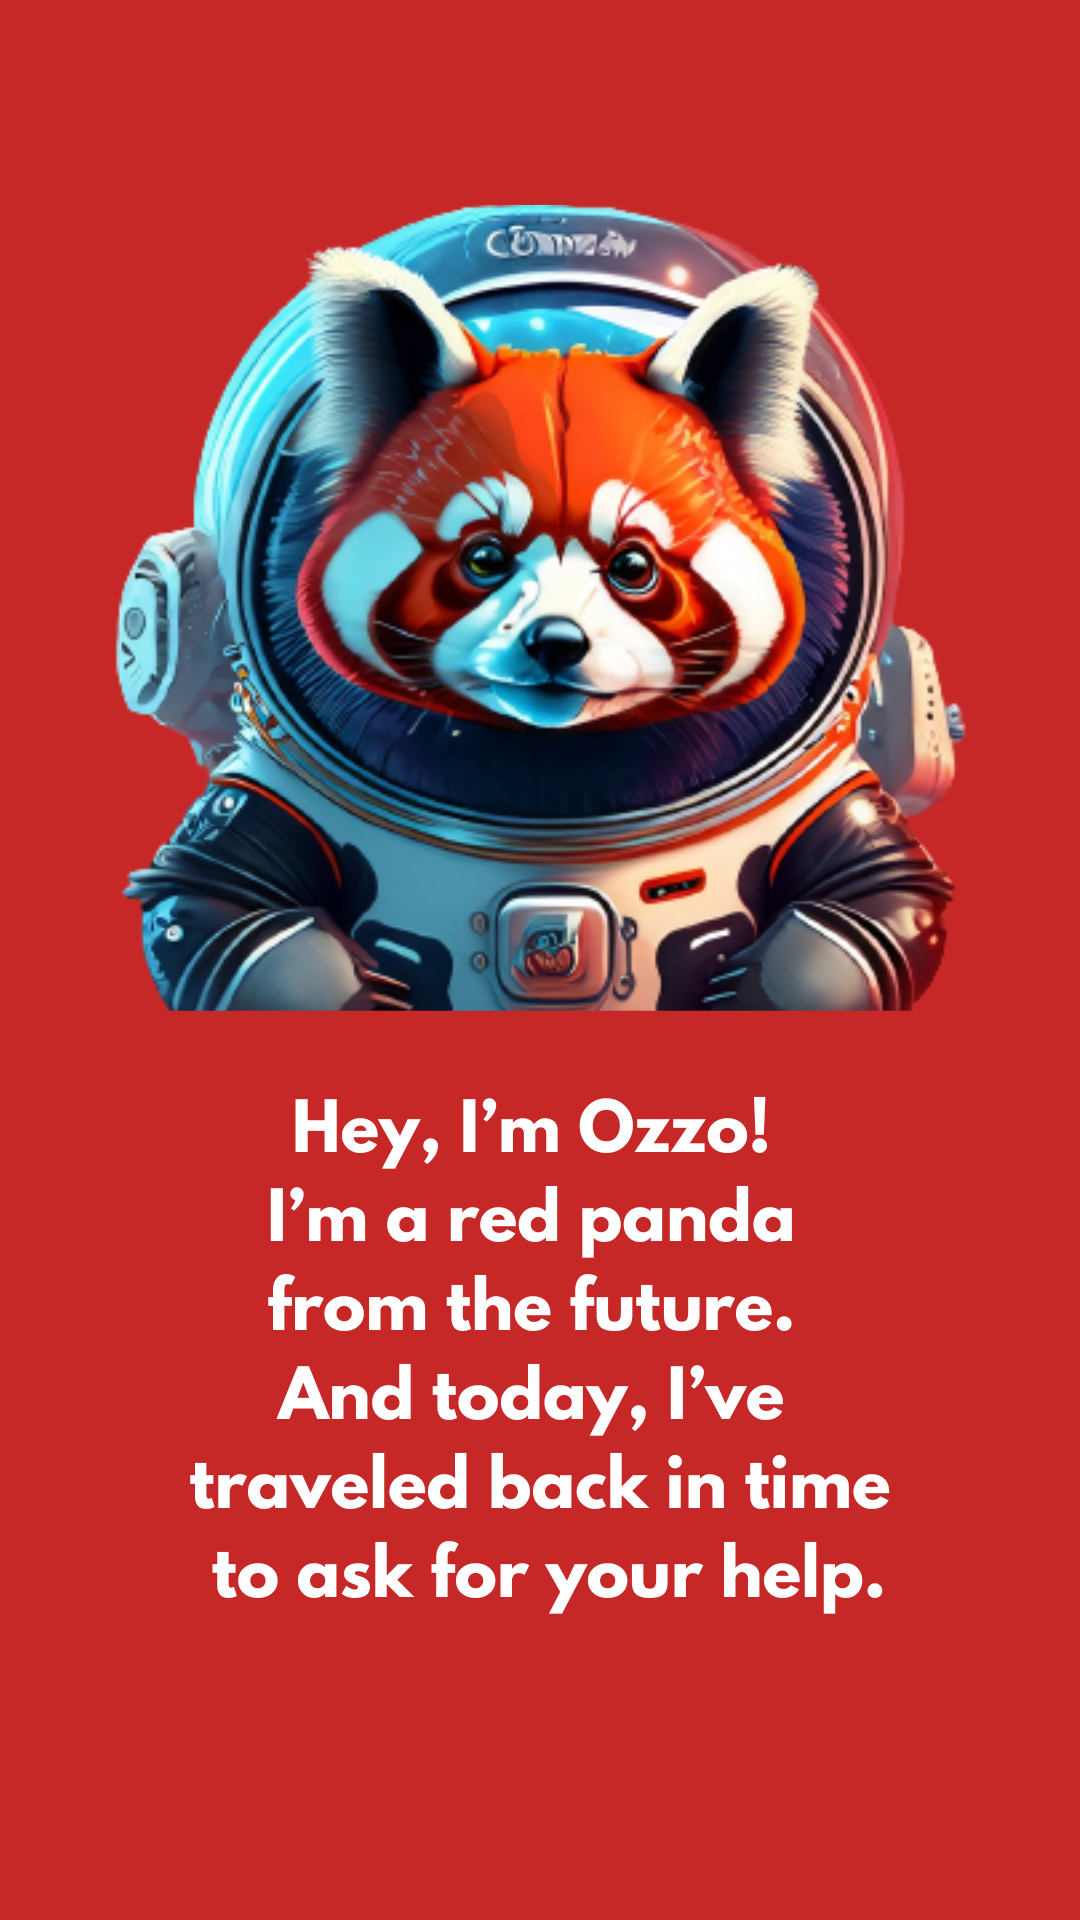 Hey, I’m Ozzo!
I’m a red panda
from the future.
And today, I’ve
traveled back in time
to ask for your help.